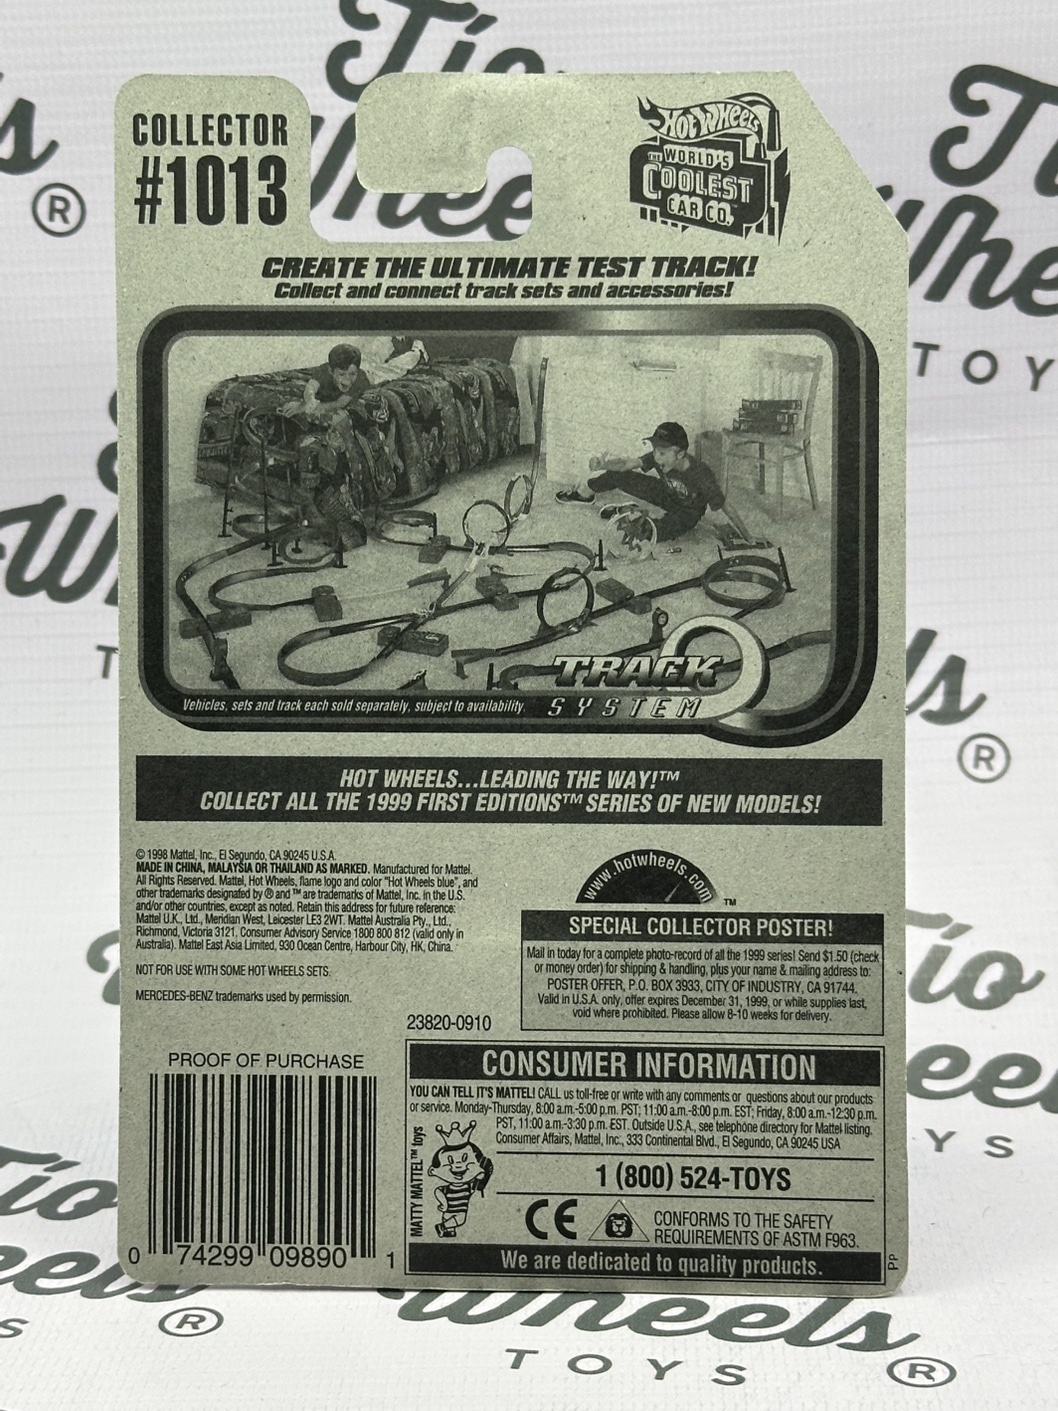 Tio
Wheels
TOYS
®
COLLECTOR
#1013
Hot Wheels
THE WORLD'S
COOLEST
CAR CO.
CREATE THE ULTIMATE TEST TRACK!
Collect and connect track sets and accessories!
TRACK
SYSTEM
Vehicles, sets and track each sold separately, subject to availability.
HOT WHEELS...LEADING THE WAY!™
COLLECT ALL THE 1999 FIRST EDITIONS™ SERIES OF NEW MODELS!
© 1998 Mattel, Inc., El Segundo, CA 90245 U.S.A.
MADE IN CHINA, MALAYSIA OR THAILAND AS MARKED. Manufactured for Mattel.
All Rights Reserved. Mattel, Hot Wheels, flame logo and color "Hot Wheels blue", and
other trademarks designated by ® and ™ are trademarks of Mattel, Inc. in the U.S.
and/or other countries, except as noted. Retain this address for future reference:
Mattel U.K., Ltd., Meridian West, Leicester LE3 2WT. Mattel Australia Pty., Ltd.,
Richmond, Victoria 3121. Consumer Advisory Service 1800 800 812 (valid only in
Australia). Mattel East Asia Limited, 930 Ocean Centre, Harbour City, HK, China.
NOT FOR USE WITH SOME HOT WHEELS SETS.
MERCEDES-BENZ trademarks used by permission.
23820-0910
www.hotwheels.com
™
SPECIAL COLLECTOR POSTER!
Mail in today for a complete photo-record of all the 1999 series! Send $1.50 (check
or money order) for shipping & handling, plus your name & mailing address to:
POSTER OFFER, P.O. BOX 3933, CITY OF INDUSTRY, CA 91744.
Valid in U.S.A. only, offer expires December 31, 1999, or while supplies last,
void where prohibited. Please allow 8-10 weeks for delivery.
PROOF OF PURCHASE
0 74299 09890 1
CONSUMER INFORMATION
YOU CAN TELL IT'S MATTEL! CALL us toll-free or write with any comments or questions about our products
or service. Monday-Thursday, 8:00 a.m.-5:00 p.m. PST; 11:00 a.m.-8:00 p.m. EST; Friday, 8:00 a.m.-12:30 p.m.
PST, 11:00 a.m.-3:30 p.m. EST. Outside U.S.A., see telephone directory for Mattel listing.
Consumer Affairs, Mattel, Inc., 333 Continental Blvd., El Segundo, CA 90245 USA
MATTY MATTEL™ toys
1 (800) 524-TOYS
CE
CONFORMS TO THE SAFETY
REQUIREMENTS OF ASTM F963.
We are dedicated to quality products.
PP
Wheels ®
TOYS ®